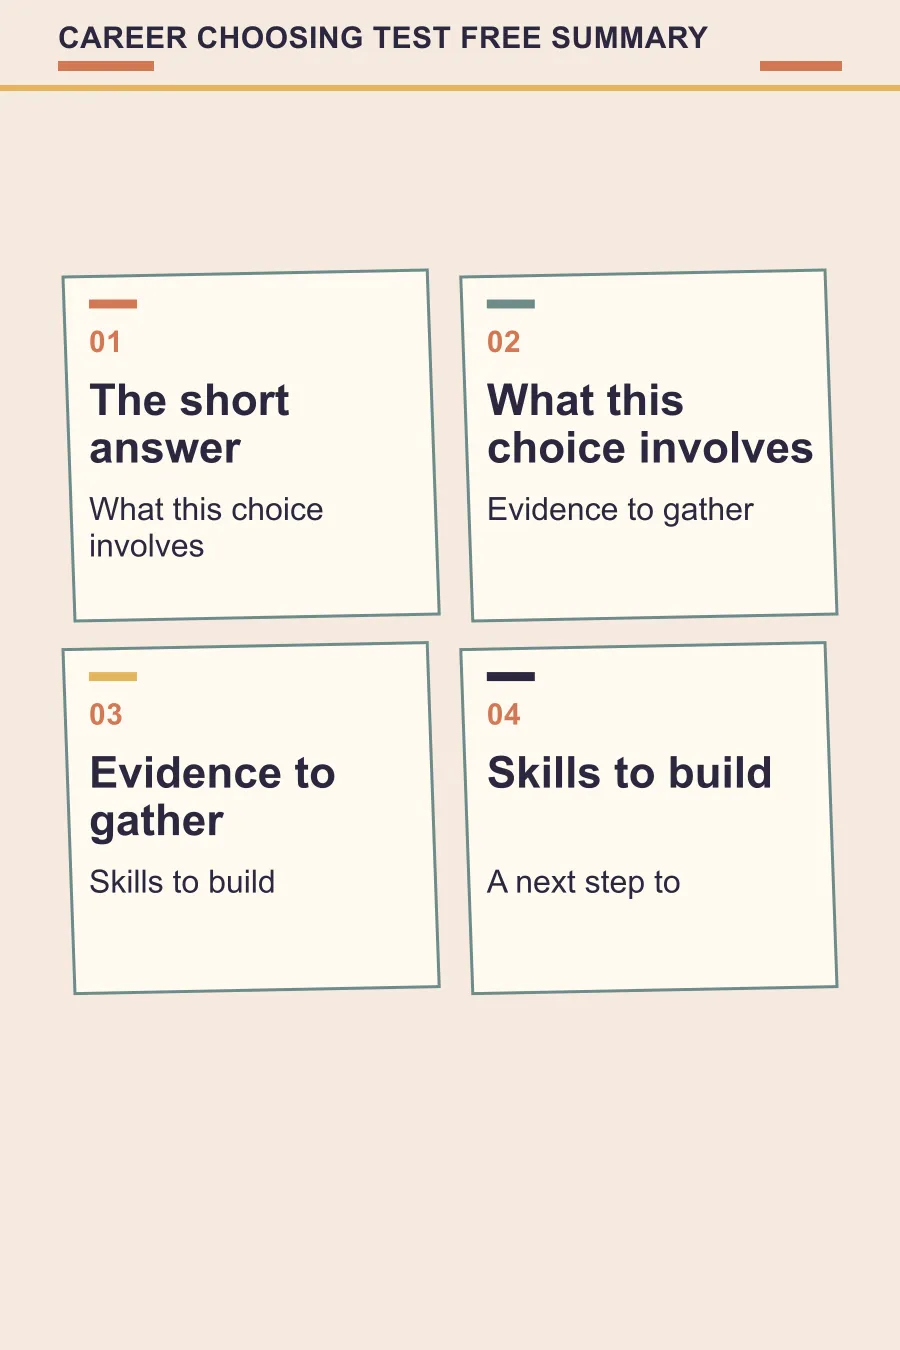 CAREER CHOOSING TEST FREE SUMMARY
01
The short
answer
What this choice
involves
02
What this
choice involves
Evidence to gather
03
Evidence to
gather
Skills to build
04
Skills to build
A next step to